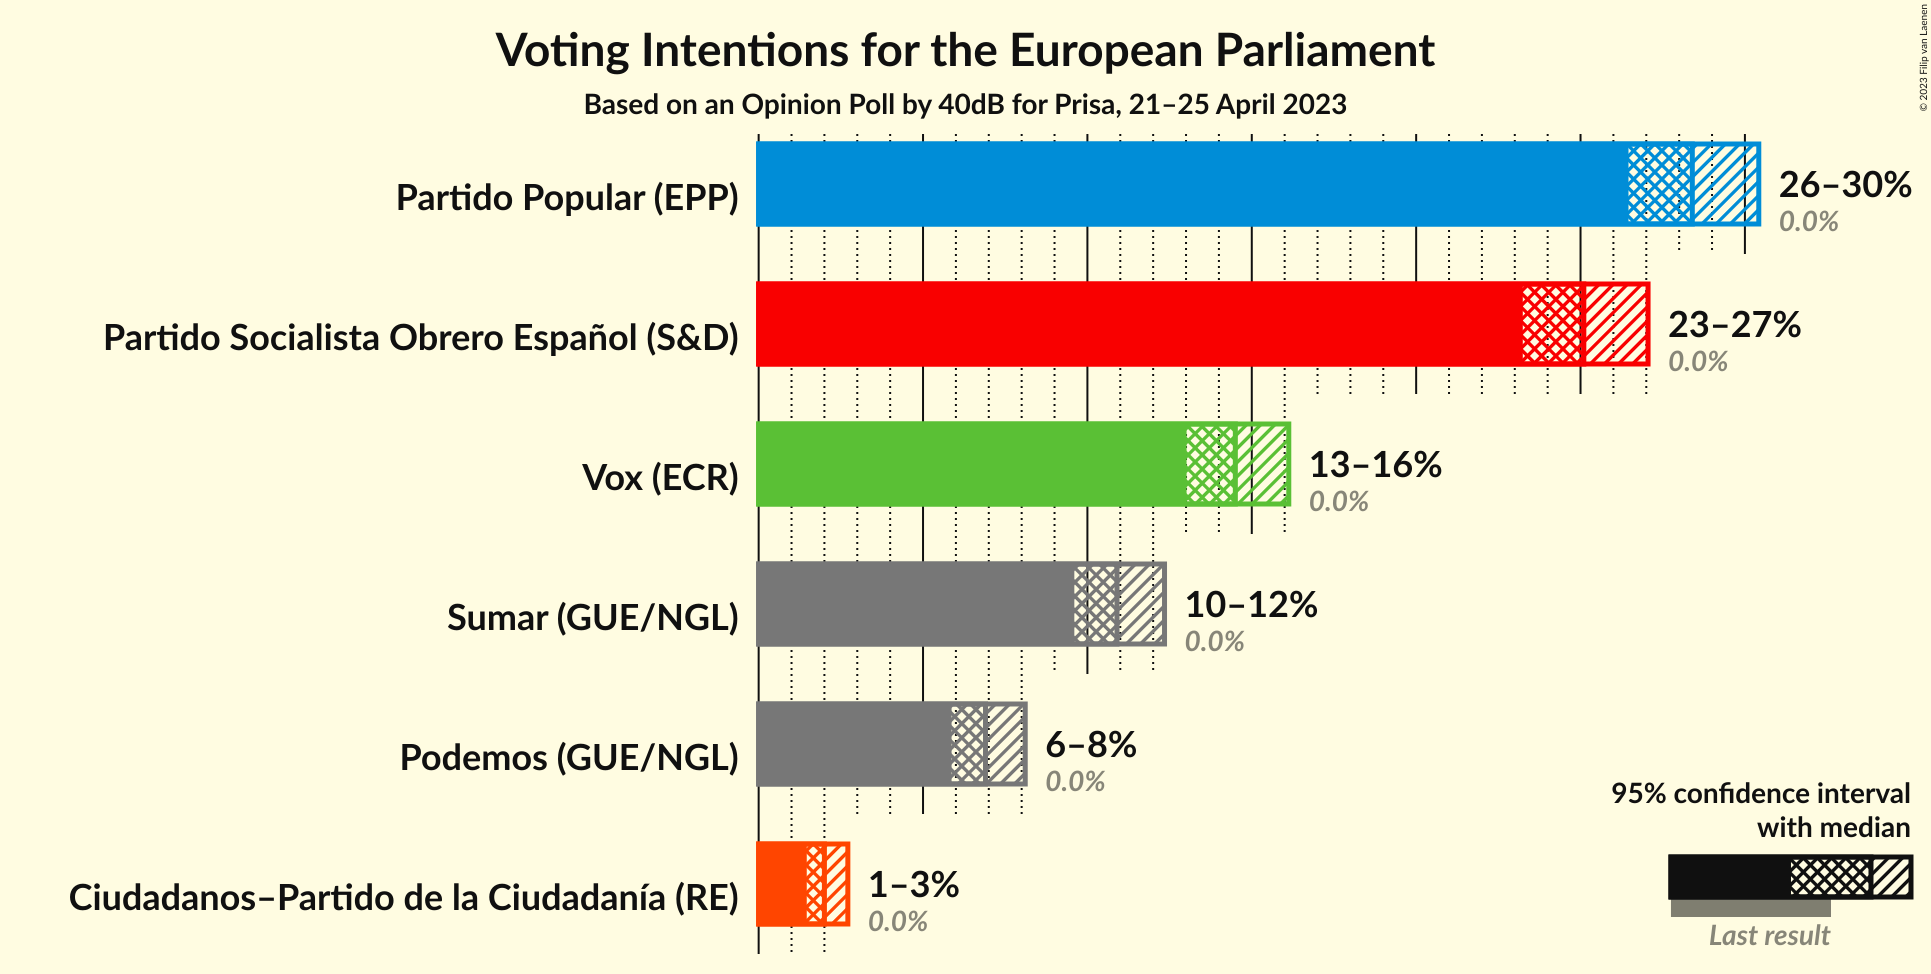 Voting Intentions for the European Parliament
Based on an Opinion Poll by 40dB for Prisa, 21–25 April 2023
© 2023 Filip van Laenen
Partido Popular (EPP)
26–30%
0.0%
Partido Socialista Obrero Español (S&D)
23–27%
0.0%
Vox (ECR)
13–16%
0.0%
Sumar (GUE/NGL)
10–12%
0.0%
Podemos (GUE/NGL)
6–8%
0.0%
Ciudadanos–Partido de la Ciudadanía (RE)
1–3%
0.0%
95% confidence interval
with median
Last result